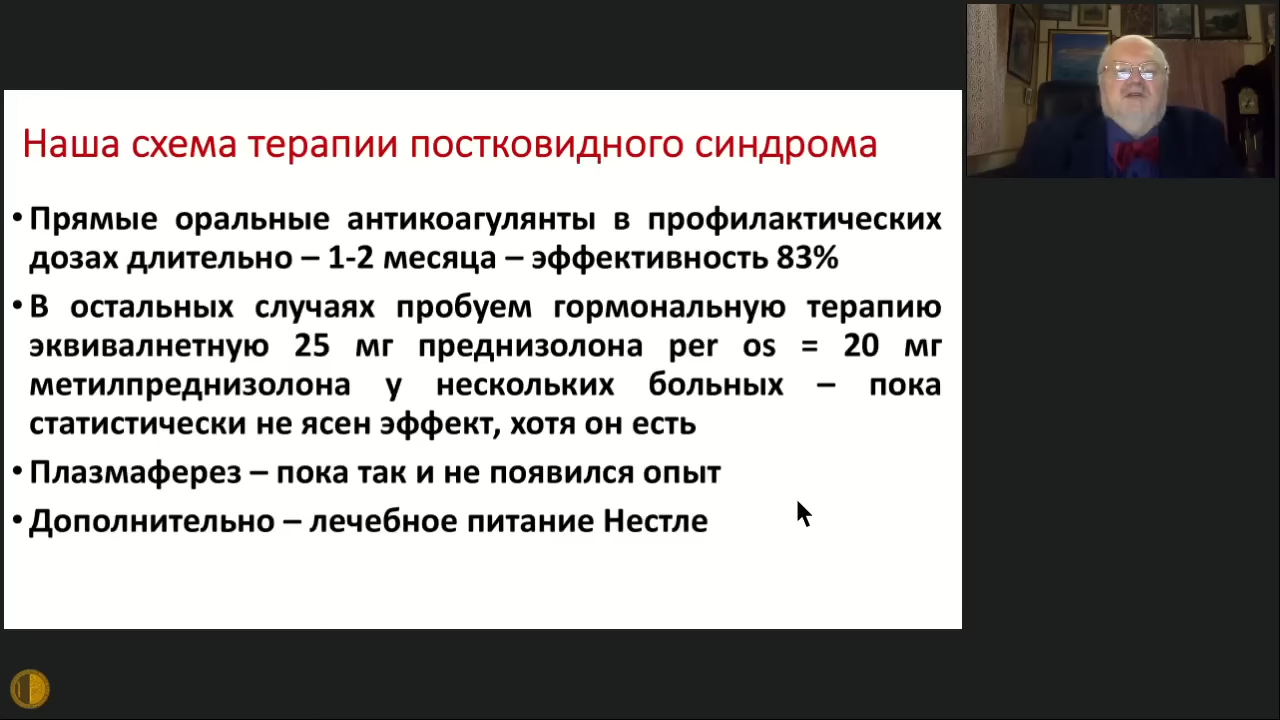 Наша схема терапии постковидного синдрома
• Прямые оральные антикоагулянты в профилактических
дозах длительно – 1-2 месяца – эффективность 83%
• В остальных случаях пробуем гормональную терапию
эквивалнетную 25 мг преднизолона per os = 20 мг
метилпреднизолона у нескольких больных – пока
статистически не ясен эффект, хотя он есть
• Плазмаферез – пока так и не появился опыт
• Дополнительно – лечебное питание Нестле